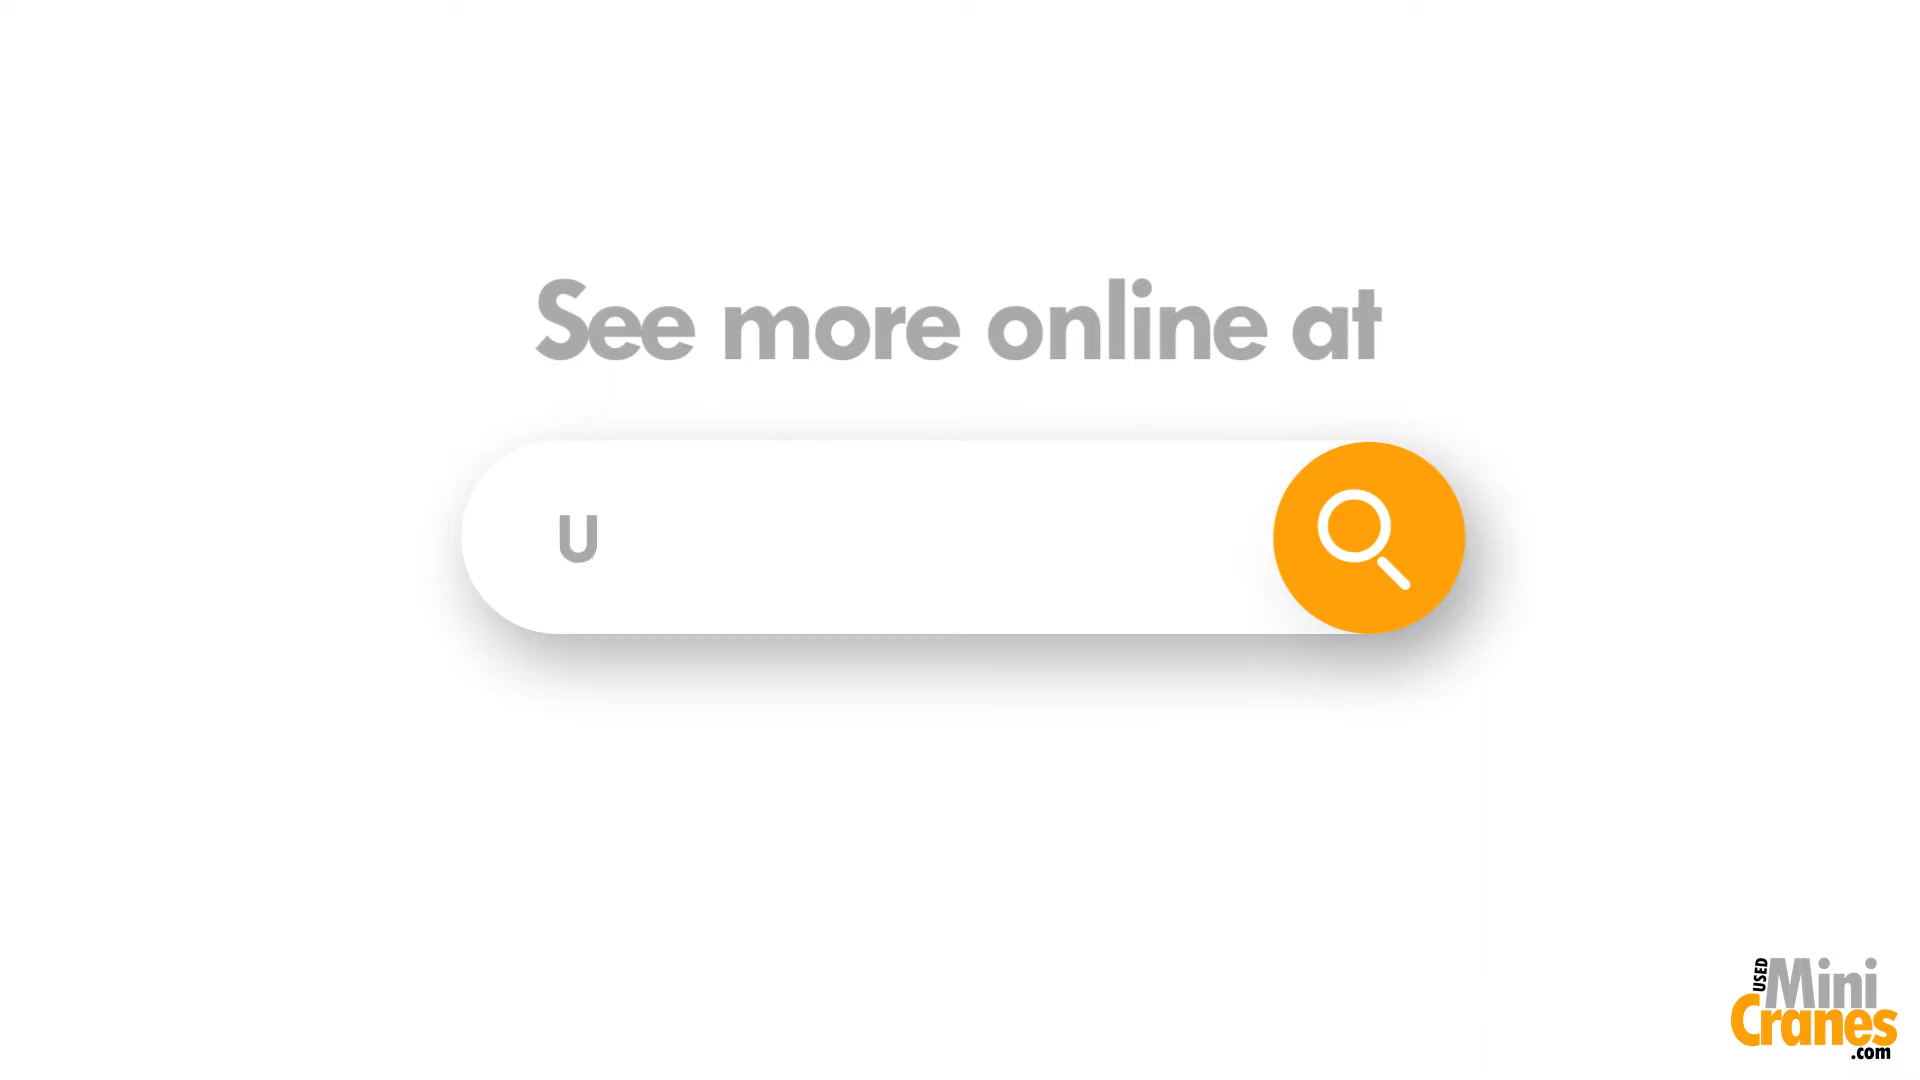 See more online at
U
USED
Mini
Cranes
.com